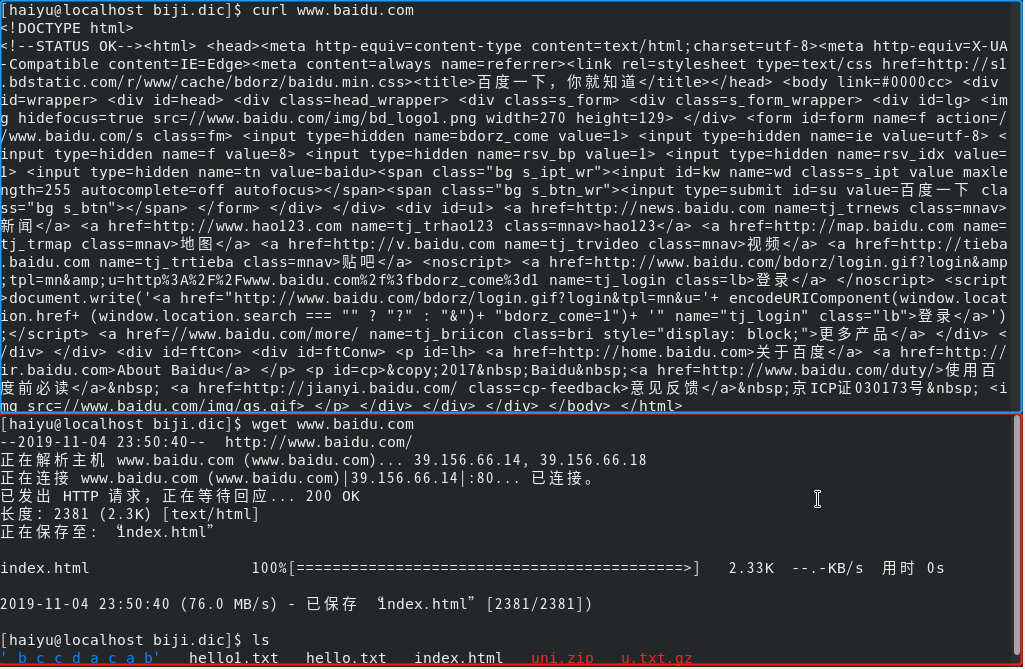 [haiyu@localhost biji.dic]$ curl www.baidu.com
<!DOCTYPE html>
<!--STATUS OK--><html> <head><meta http-equiv=content-type content=text/html;charset=utf-8><meta http-equiv=X-UA
-Compatible content=IE=Edge><meta content=always name=referrer><link rel=stylesheet type=text/css href=http://s1
.bdstatic.com/r/www/cache/bdorz/baidu.min.css><title>百度一下，你就知道</title></head> <body link=#0000cc> <div
id=wrapper> <div id=head> <div class=head_wrapper> <div class=s_form> <div class=s_form_wrapper> <div id=lg> <im
g hidefocus=true src=//www.baidu.com/img/bd_logo1.png width=270 height=129> </div> <form id=form name=f action=/
/www.baidu.com/s class=fm> <input type=hidden name=bdorz_come value=1> <input type=hidden name=ie value=utf-8> <
input type=hidden name=f value=8> <input type=hidden name=rsv_bp value=1> <input type=hidden name=rsv_idx value=
1> <input type=hidden name=tn value=baidu><span class="bg s_ipt_wr"><input id=kw name=wd class=s_ipt value maxle
ngth=255 autocomplete=off autofocus></span><span class="bg s_btn_wr"><input type=submit id=su value=百度一下 cla
ss="bg s_btn"></span> </form> </div> </div> <div id=u1> <a href=http://news.baidu.com name=tj_trnews class=mnav>
新闻</a> <a href=http://www.hao123.com name=tj_trhao123 class=mnav>hao123</a> <a href=http://map.baidu.com name=
tj_trmap class=mnav>地图</a> <a href=http://v.baidu.com name=tj_trvideo class=mnav>视频</a> <a href=http://tieba
.baidu.com name=tj_trtieba class=mnav>贴吧</a> <noscript> <a href=http://www.baidu.com/bdorz/login.gif?login&amp
;tpl=mn&amp;u=http%3A%2F%2Fwww.baidu.com%2f%3fbdorz_come%3d1 name=tj_login class=lb>登录</a> </noscript> <script
>document.write('<a href="http://www.baidu.com/bdorz/login.gif?login&tpl=mn&u='+ encodeURIComponent(window.locat
ion.href+ (window.location.search === "" ? "?" : "&")+ "bdorz_come=1")+ '" name="tj_login" class="lb">登录</a>')
;</script> <a href=//www.baidu.com/more/ name=tj_briicon class=bri style="display: block;">更多产品</a> </div> <
/div> </div> <div id=ftCon> <div id=ftConw> <p id=lh> <a href=http://home.baidu.com>关于百度</a> <a href=http://
ir.baidu.com>About Baidu</a> </p> <p id=cp>&copy;2017&nbsp;Baidu&nbsp;<a href=http://www.baidu.com/duty/>使用百
度前必读</a>&nbsp; <a href=http://jianyi.baidu.com/ class=cp-feedback>意见反馈</a>&nbsp;京ICP证030173号&nbsp; <i
mg src=//www.baidu.com/img/gs.gif> </p> </div> </div> </div> </body> </html>
[haiyu@localhost biji.dic]$ wget www.baidu.com
--2019-11-04 23:50:40--  http://www.baidu.com/
正在解析主机 www.baidu.com (www.baidu.com)... 39.156.66.14, 39.156.66.18
正在连接 www.baidu.com (www.baidu.com)|39.156.66.14|:80... 已连接。
已发出 HTTP 请求，正在等待回应... 200 OK
长度：2381 (2.3K) [text/html]
正在保存至: “index.html”
index.html 100%[===========================================>] 2.33K --.-KB/s 用时 0s
2019-11-04 23:50:40 (76.0 MB/s) - 已保存 “index.html” [2381/2381])
[haiyu@localhost biji.dic]$ ls
' b c c d a c a b' hello1.txt hello.txt index.html uni.zip u.txt.gz